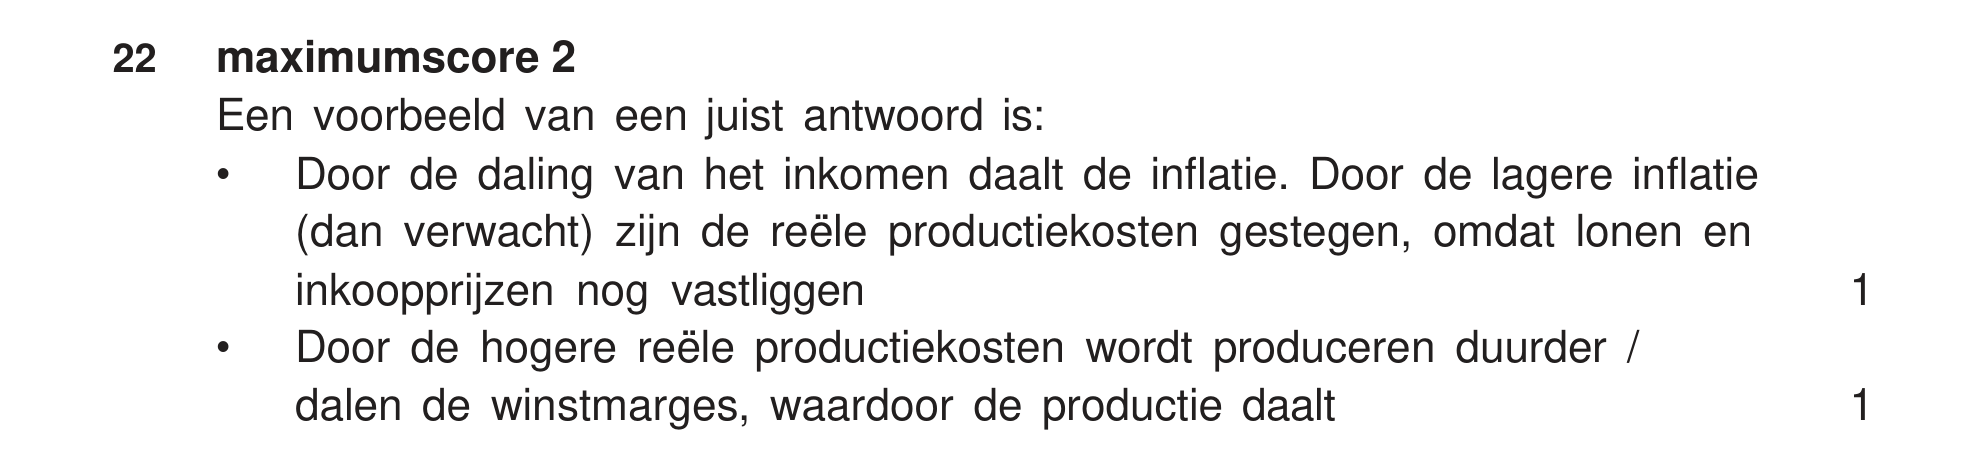 22 maximumscore 2
Een voorbeeld van een juist antwoord is:
• Door de daling van het inkomen daalt de inflatie. Door de lagere inflatie
(dan verwacht) zijn de reële productiekosten gestegen, omdat lonen en
inkoopprijzen nog vastliggen 1
• Door de hogere reële productiekosten wordt produceren duurder /
dalen de winstmarges, waardoor de productie daalt 1